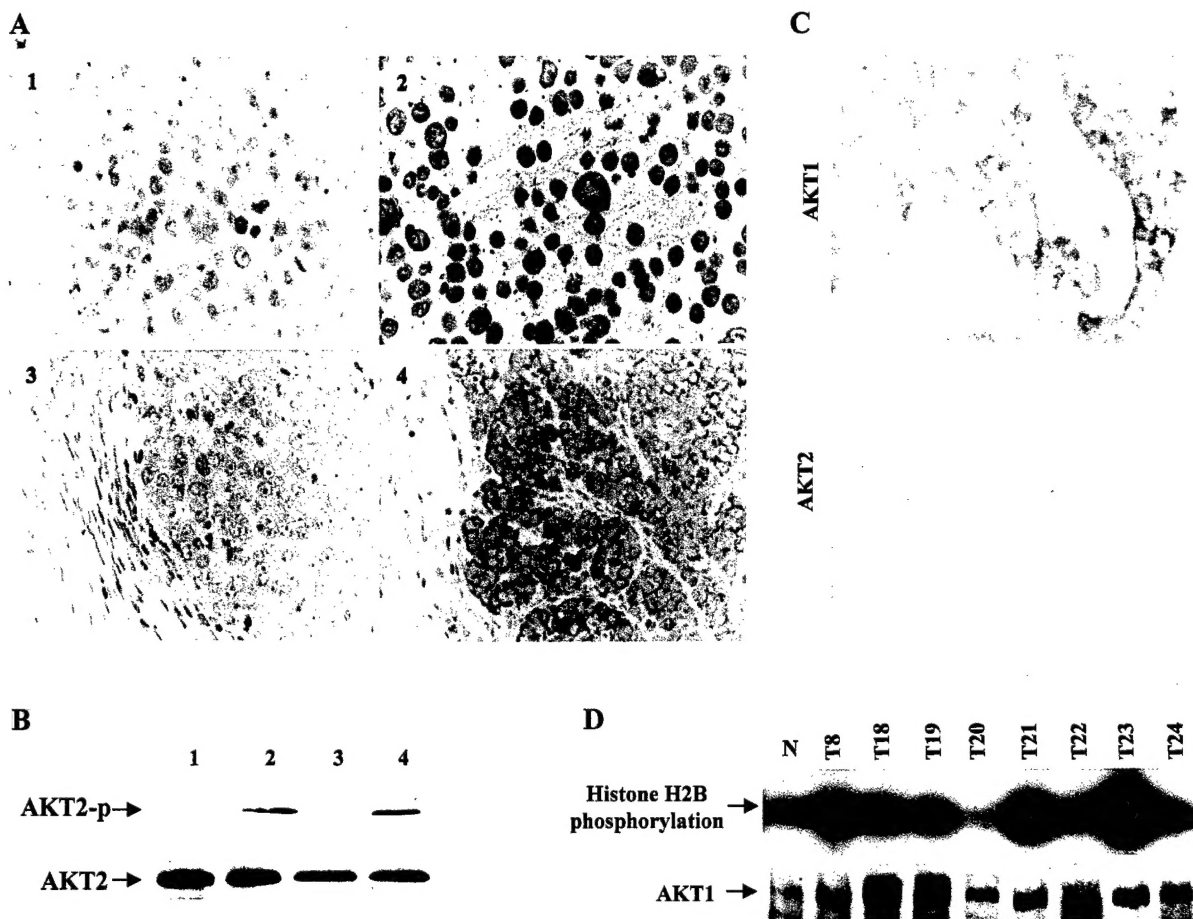 A
C
1
2
AKT1
3
4
AKT2
B
D
1 2 3 4
N T8 T18 T19 T20 T21 T22 T23 T24
AKT2-p
Histone H2B
phosphorylation
AKT2
AKT1